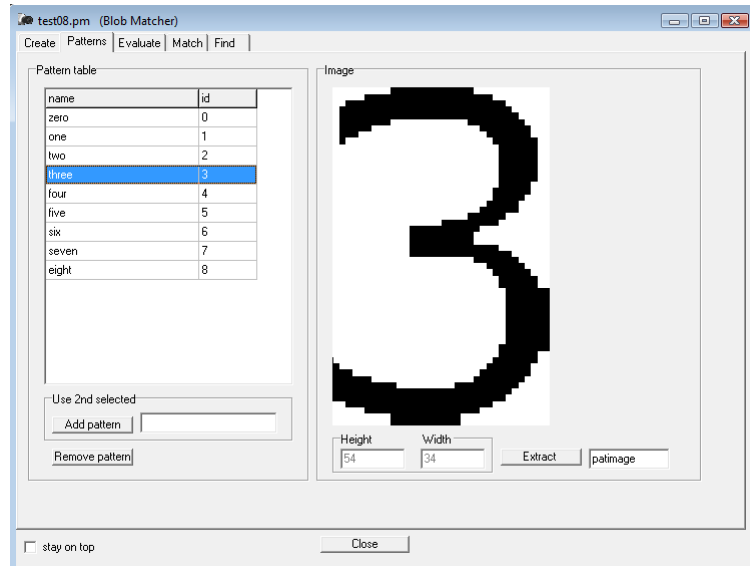 test08.pm (Blob Matcher)
Create Patterns Evaluate Match Find
Pattern table
name id
zero 0
one 1
two 2
three 3
four 4
five 5
six 6
seven 7
eight 8
Use 2nd selected
Add pattern
Remove pattern
Image
3
Height Width
54 34
Extract patimage
stay on top
Close